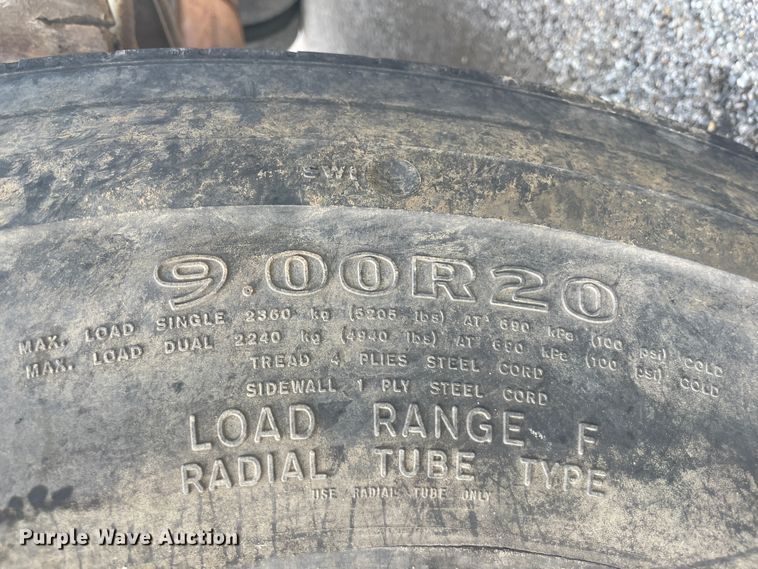 9.00R20
MAX. LOAD SINGLE 2360 kg (5205 lbs) AT 690 kPa (100 psi) COLD
MAX. LOAD DUAL 2240 kg (4940 lbs) AT 690 kPa (100 psi) COLD
TREAD 4 PLIES STEEL CORD
SIDEWALL 1 PLY STEEL CORD
LOAD RANGE F
RADIAL TUBE TYPE
USE RADIAL TUBE ONLY
Purple Wave Auction